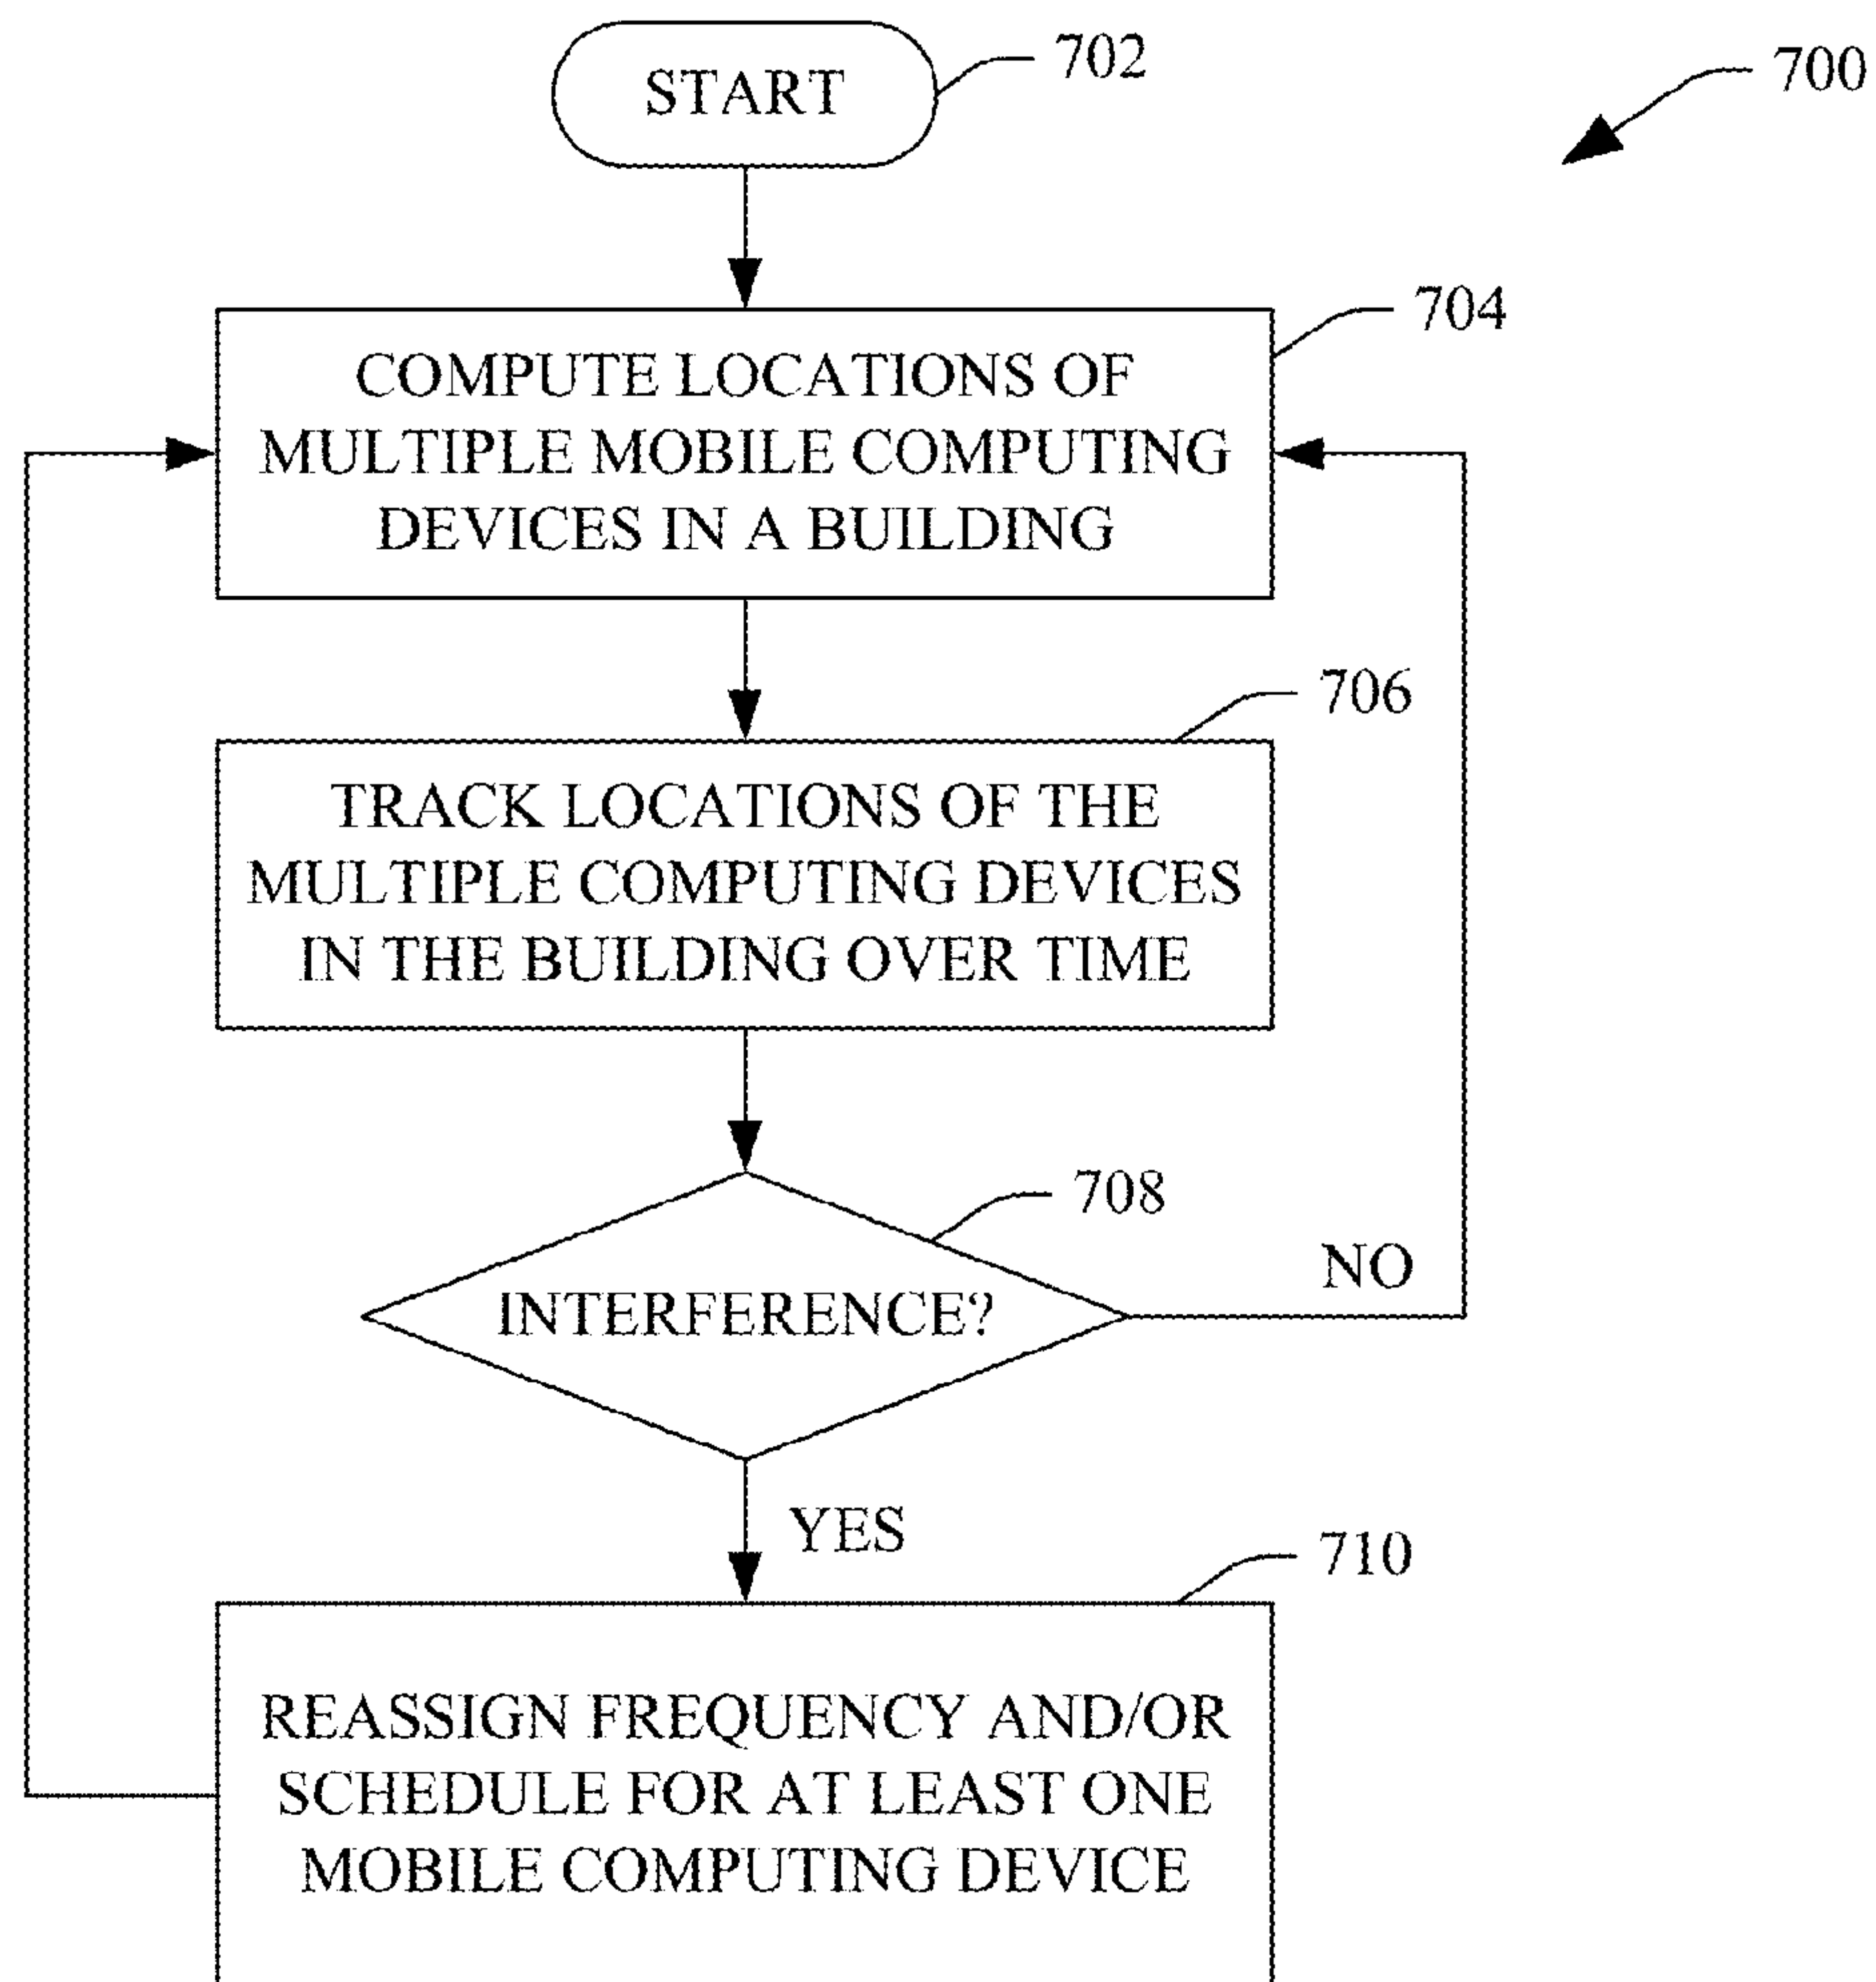 START
702
700
704
COMPUTE LOCATIONS OF
MULTIPLE MOBILE COMPUTING
DEVICES IN A BUILDING
706
TRACK LOCATIONS OF THE
MULTIPLE COMPUTING DEVICES
IN THE BUILDING OVER TIME
708
INTERFERENCE?
NO
YES
710
REASSIGN FREQUENCY AND/OR
SCHEDULE FOR AT LEAST ONE
MOBILE COMPUTING DEVICE